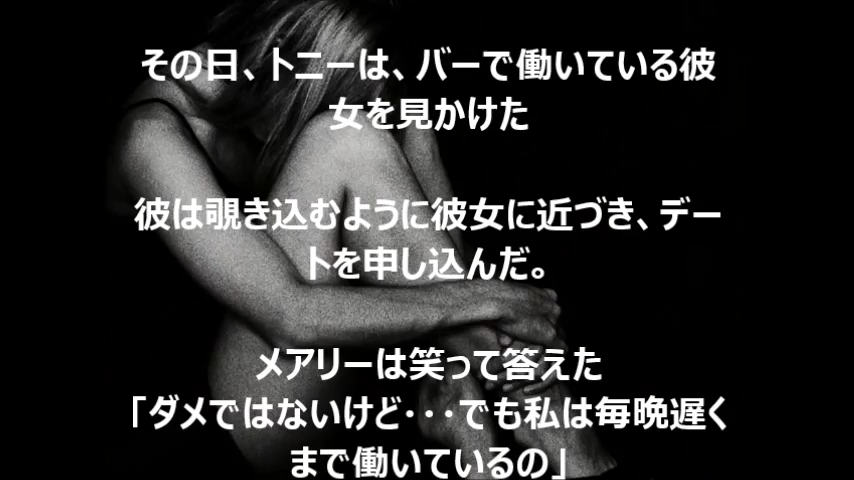 その日、トニーは、バーで働いている彼
女を見かけた
彼は覗き込むように彼女に近づき、デー
トを申し込んだ。
メアリーは笑って答えた
「ダメではないけど・・・でも私は毎晩遅く
まで働いているの」